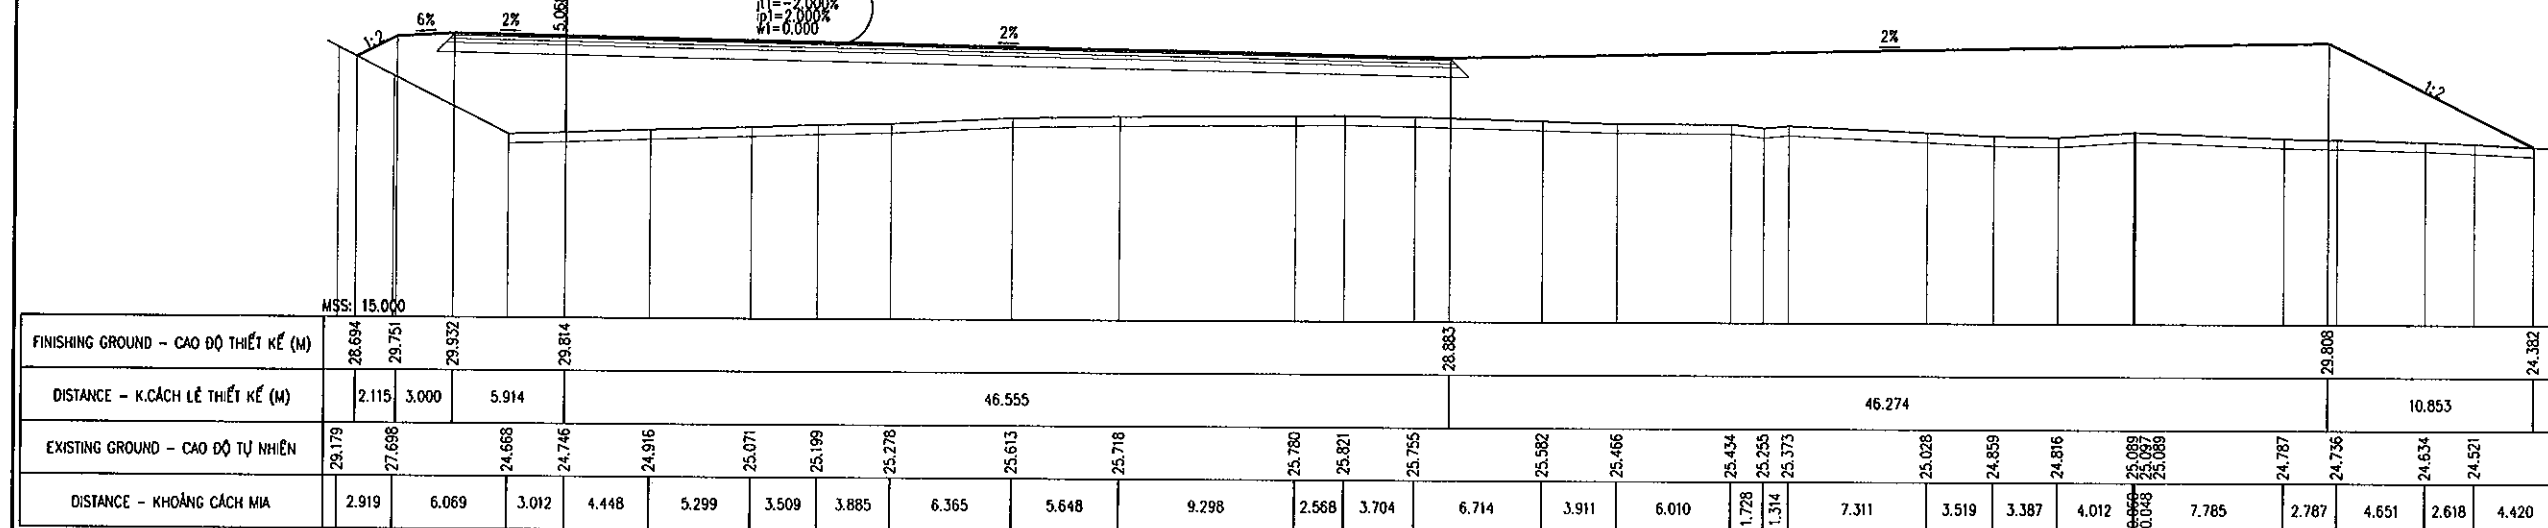 5.068
ip1=2.000%
w1=0.000
1:2
6%
2%
2%
2%
1:2
MSS: 15.000
FINISHING GROUND - CAO ĐỘ THIẾT KẾ (M)
28.694 29.751 29.932 29.814 28.883 29.808 24.382
DISTANCE - K.CÁCH LẺ THIẾT KẾ (M)
2.115 3.000 5.914 46.555 46.274 10.853
EXISTING GROUND - CAO ĐỘ TỰ NHIÊN
29.179 27.698 24.668 24.746 24.916 25.071 25.199 25.278 25.613 25.718 25.780 25.821 25.755 25.582 25.466 25.434 25.255 25.373 25.028 24.859 24.816 25.089 25.097 25.089 24.787 24.736 24.634 24.521
DISTANCE - KHOẢNG CÁCH MIA
2.919 6.069 3.012 4.448 5.299 3.509 3.885 6.365 5.648 9.298 2.568 3.704 6.714 3.911 6.010 1.728 1.314 7.311 3.519 3.387 4.012 0.048 7.785 2.787 4.651 2.618 4.420